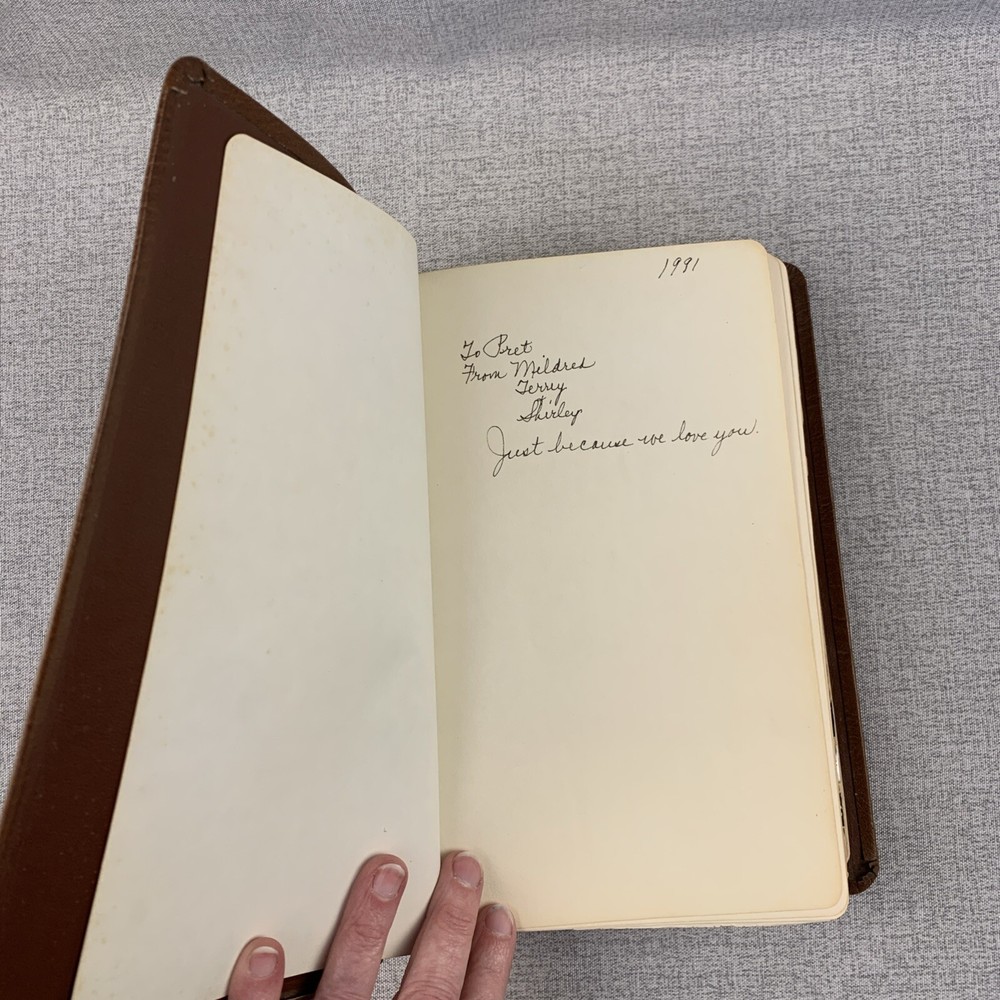 1991
To Bret
From Mildred
Terry
+
Shirley
Just because we love you.